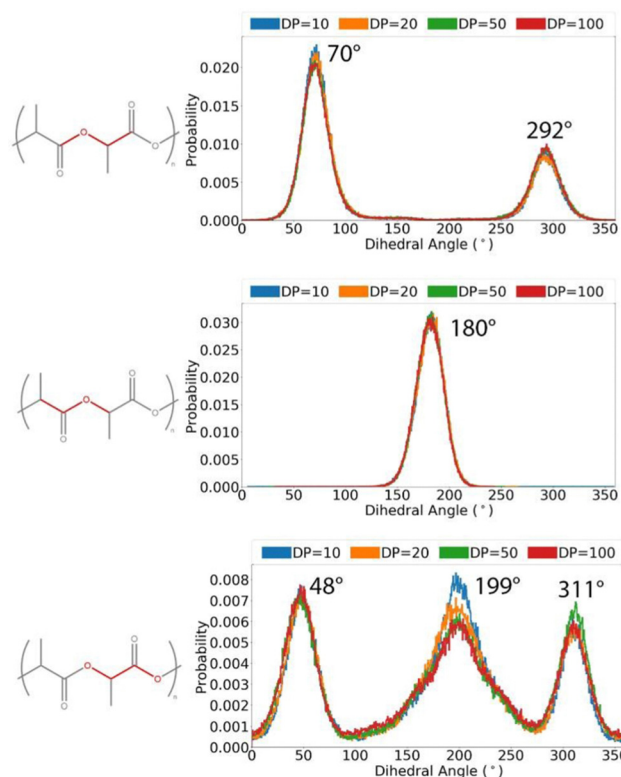 DP=10 DP=20 DP=50 DP=100
70°
292°
Probability
0.020
0.015
0.010
0.005
0.000
0 50 100 150 200 250 300 350
Dihedral Angle (°)
O
O
O
O
n
DP=10 DP=20 DP=50 DP=100
180°
Probability
0.030
0.025
0.020
0.015
0.010
0.005
0.000
0 50 100 150 200 250 300 350
Dihedral Angle (°)
O
O
O
O
n
DP=10 DP=20 DP=50 DP=100
48°
199°
311°
Probability
0.008
0.007
0.006
0.005
0.004
0.003
0.002
0.001
0.000
0 50 100 150 200 250 300 350
Dihedral Angle (°)
O
O
O
O
n